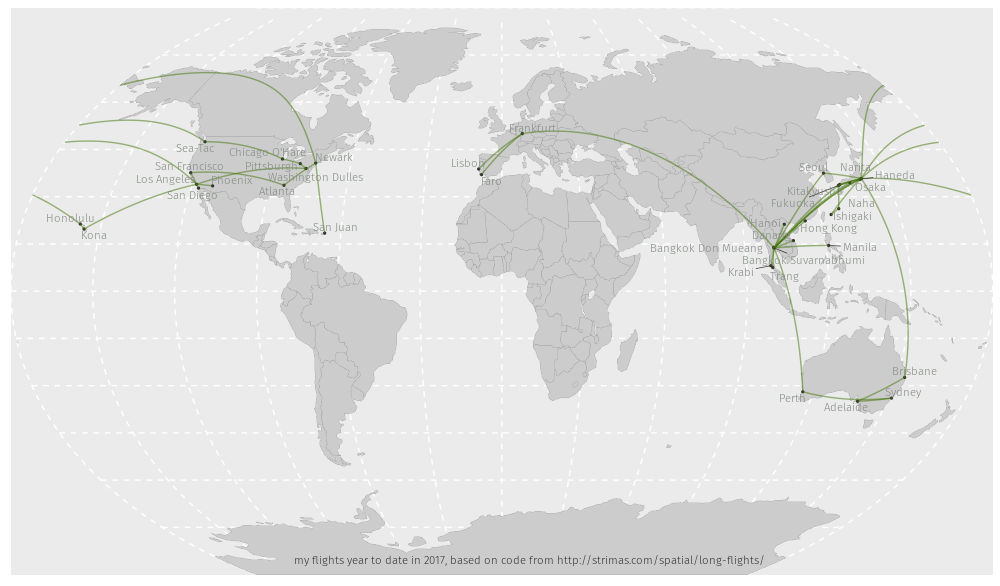 Frankfurt
Sea-Tac
Chicago O'Hare
Newark
Lisbon
San Francisco
Pittsburgh
Seoul
Narita
Los Angeles
Phoenix
Washington Dulles
Faro
Haneda
San Diego
Atlanta
Kitakyushu
Osaka
Fukuoka
Naha
Honolulu
San Juan
Hanoi
Ishigaki
Kona
Danang
Hong Kong
Bangkok Don Mueang
Manila
Bangkok Suvarnabhumi
Krabi
Trang
Brisbane
Perth
Sydney
Adelaide
my flights year to date in 2017, based on code from http://strimas.com/spatial/long-flights/